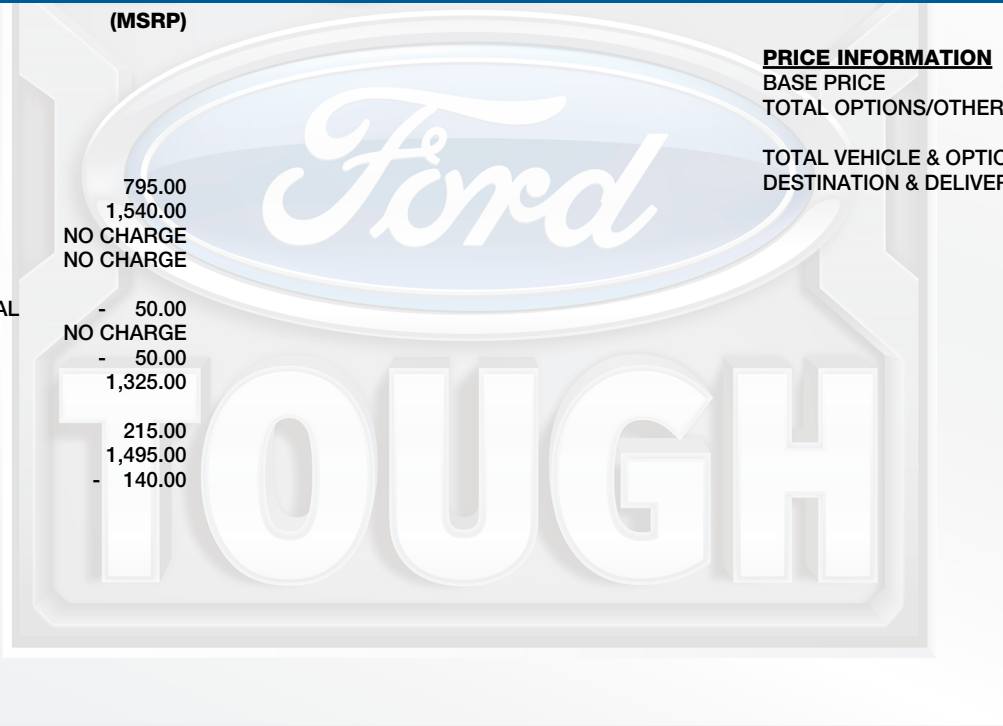 (MSRP)
795.00
1,540.00
NO CHARGE
NO CHARGE
AL - 50.00
NO CHARGE
- 50.00
1,325.00
215.00
1,495.00
- 140.00
PRICE INFORMATION
BASE PRICE
TOTAL OPTIONS/OTHER
TOTAL VEHICLE & OPTIO
DESTINATION & DELIVER
Ford
TOUGH